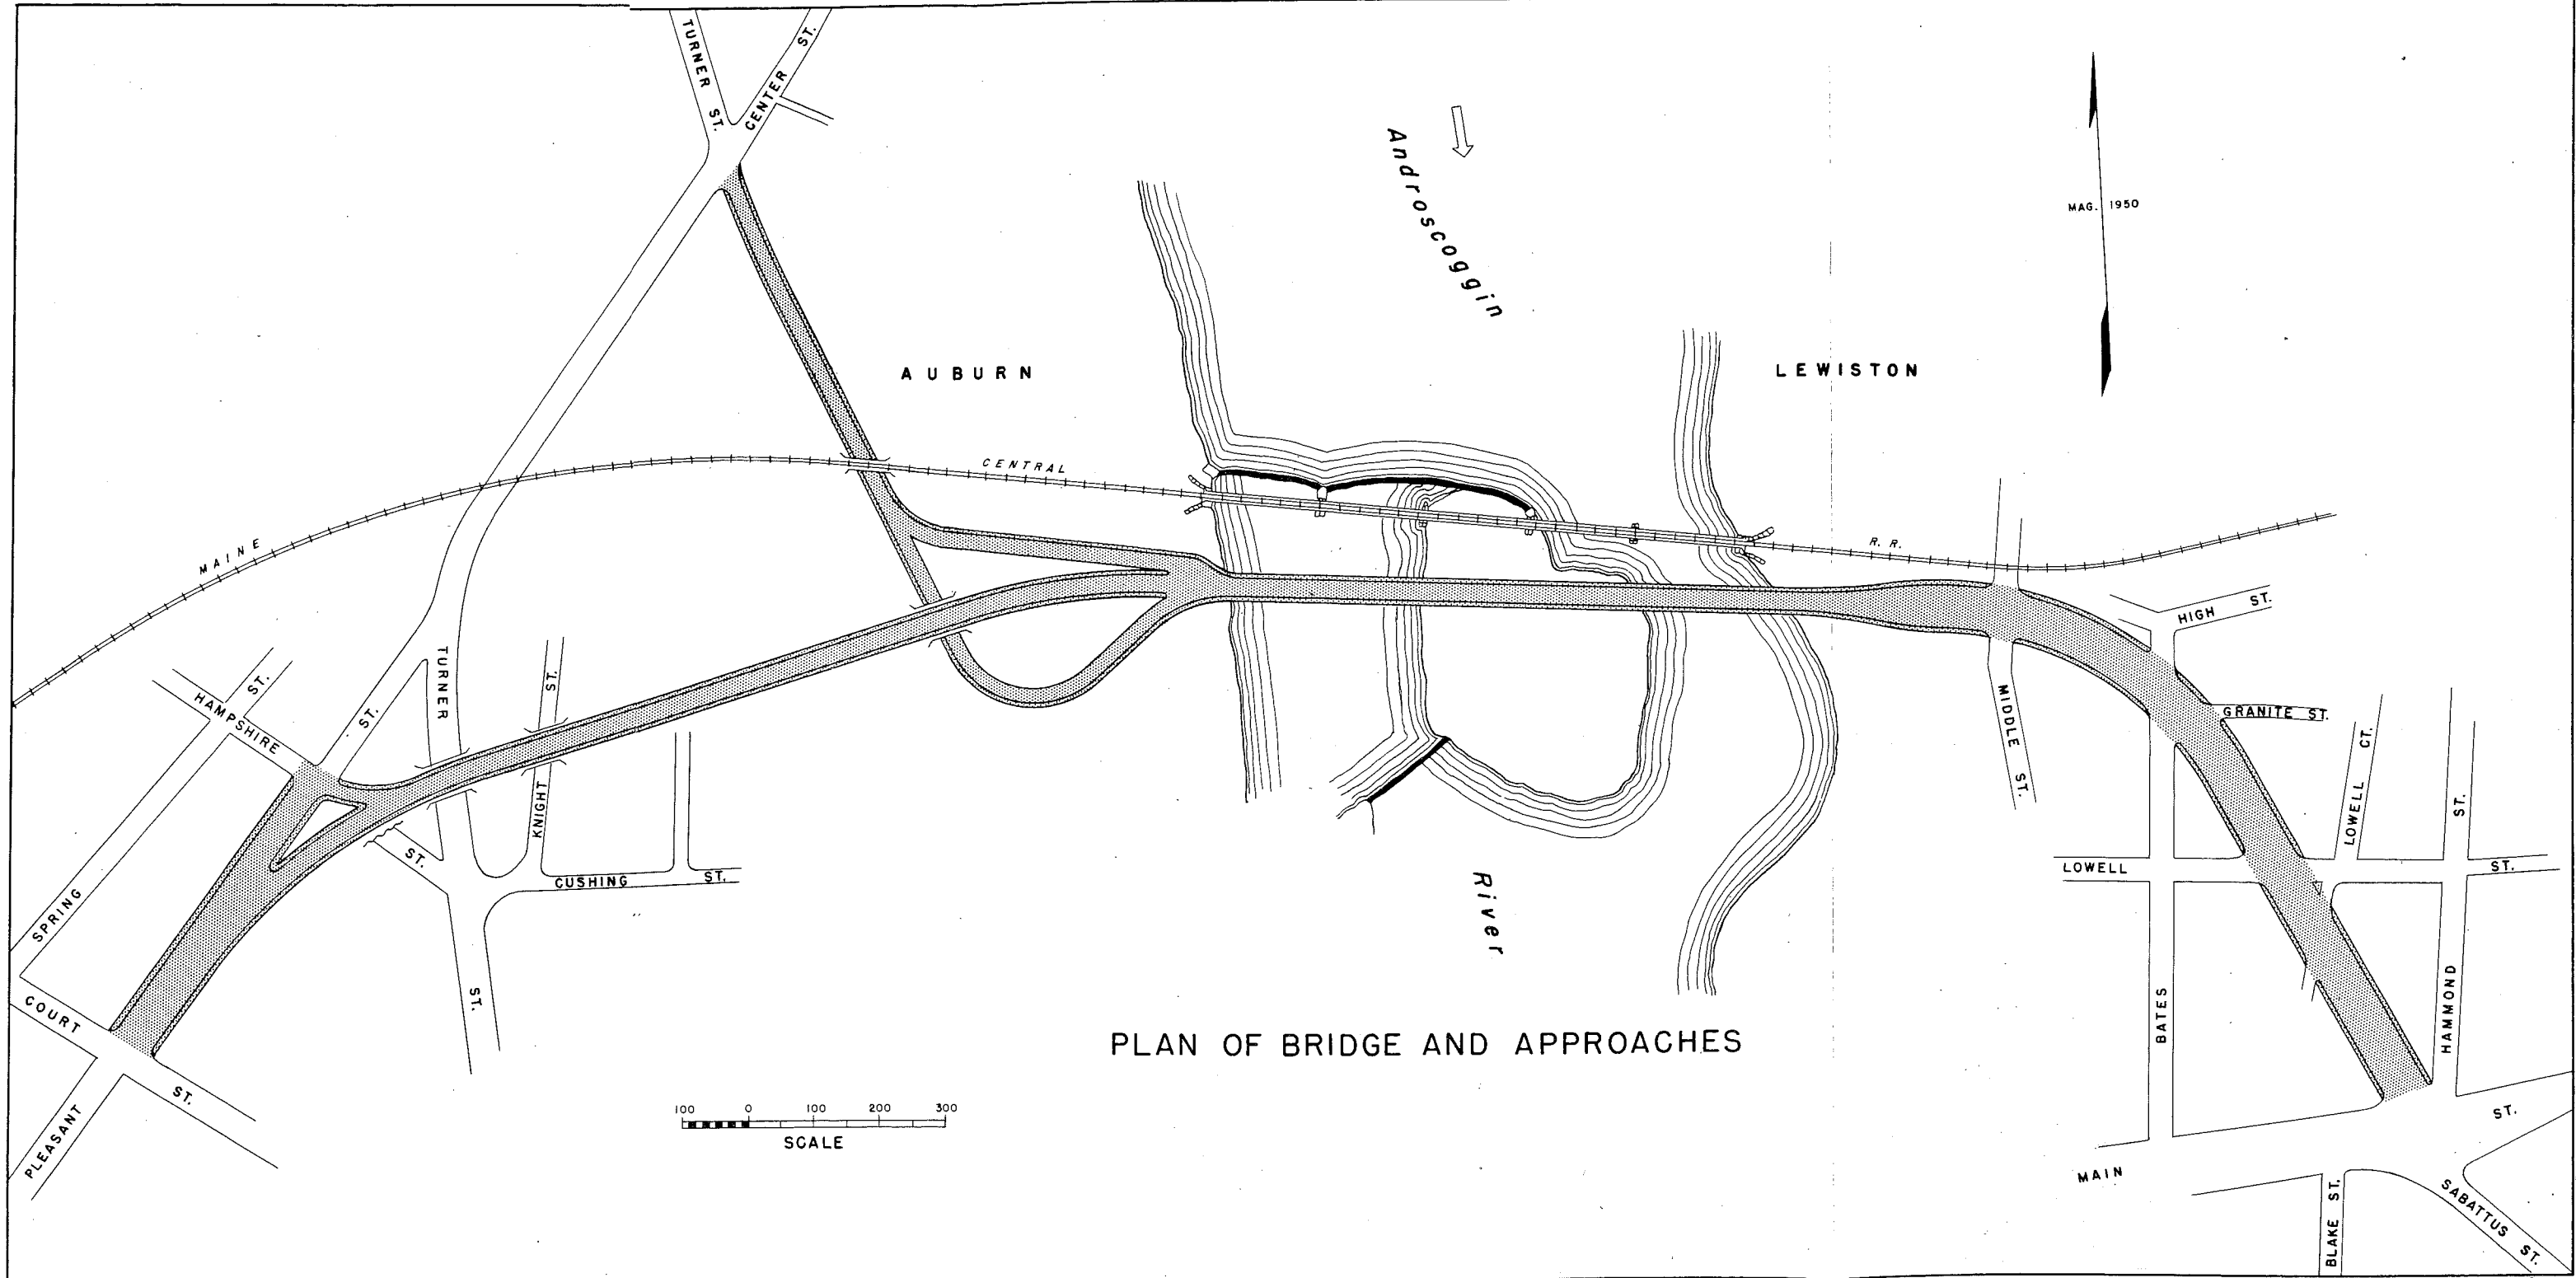 TURNER ST.
CENTER ST.
Androscoggin
MAG. 1950
AUBURN
LEWISTON
CENTRAL
MAINE
R. R.
HIGH ST.
HAMPSHIRE ST.
ST.
TURNER
ST.
GRANITE ST.
MIDDLE ST.
LOWELL CT.
ST.
KNIGHT
ST.
CUSHING ST.
LOWELL ST.
SPRING
River
ST.
BATES
HAMMOND
COURT ST.
PLEASANT
PLAN OF BRIDGE AND APPROACHES
100 0 100 200 300
SCALE
MAIN ST.
BLAKE ST.
SABATTUS ST.